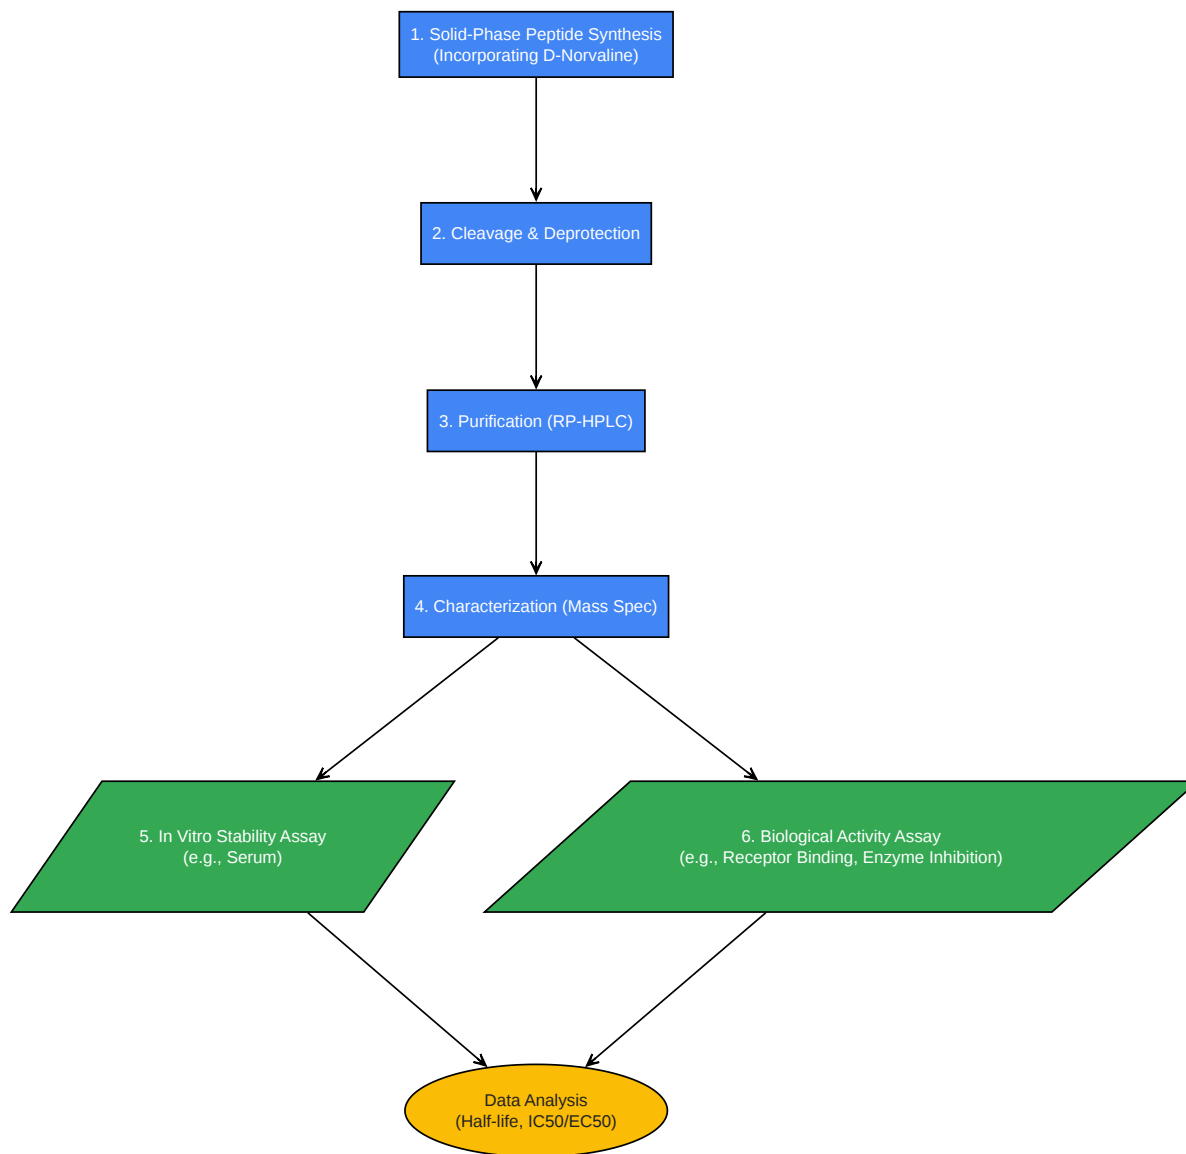 1. Solid-Phase Peptide Synthesis
(Incorporating D-Norvaline)
2. Cleavage & Deprotection
3. Purification (RP-HPLC)
4. Characterization (Mass Spec)
5. In Vitro Stability Assay
(e.g., Serum)
6. Biological Activity Assay
(e.g., Receptor Binding, Enzyme Inhibition)
Data Analysis
(Half-life, IC50/EC50)